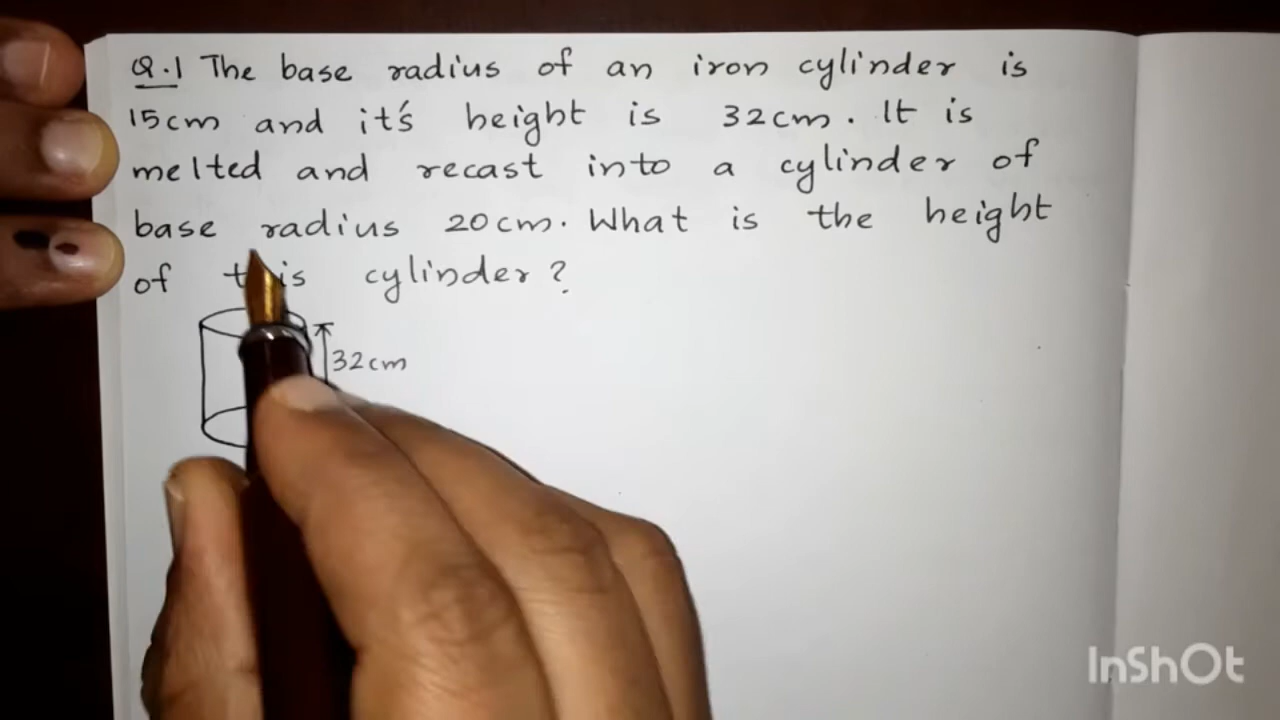 Q.1 The base radius of an iron cylinder is
15cm and it's height is 32cm. It is
melted and recast into a cylinder of
base radius 20cm. What is the height
of this cylinder?
32cm
InShOt